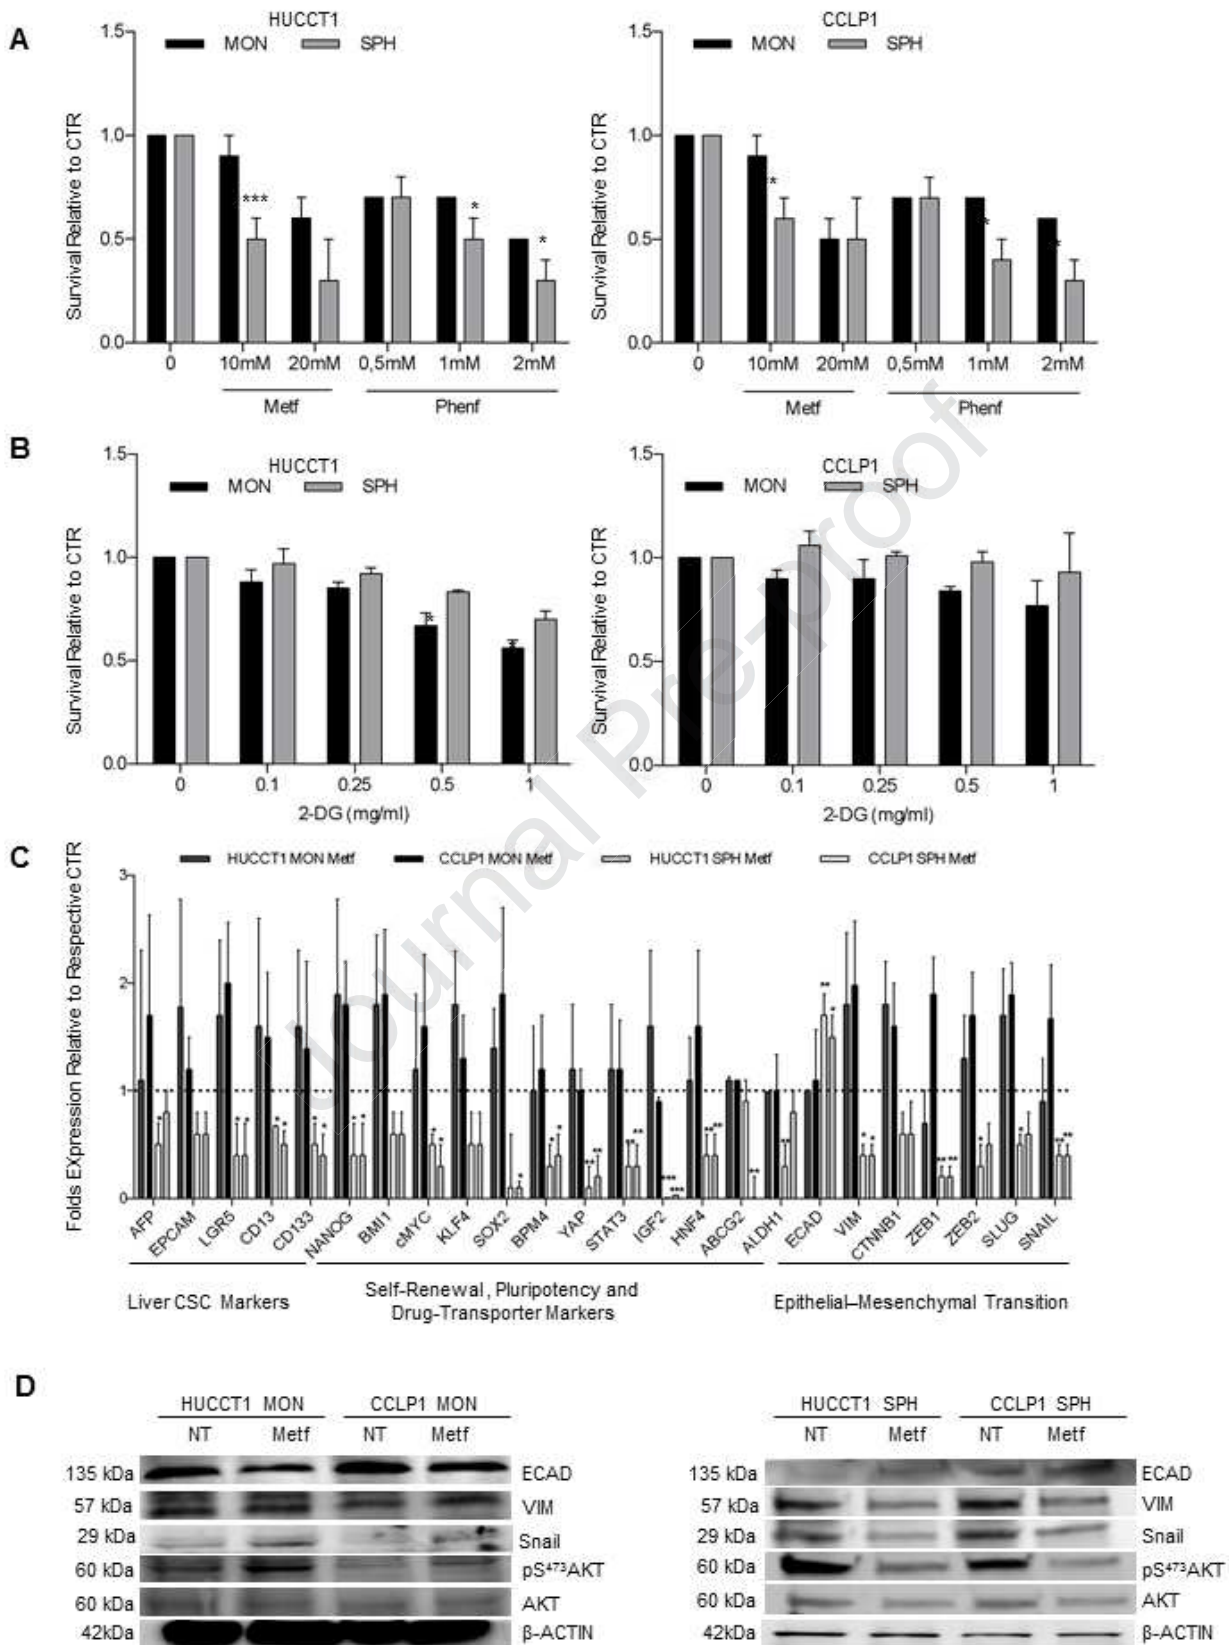 A
HUCCT1
MON SPH
Survival Relative to CTR
1.5
1.0
0.5
0.0
***
*
*
0 10mM 20mM 0,5mM 1mM 2mM
Metf Phenf
CCLP1
MON SPH
Survival Relative to CTR
1.5
1.0
0.5
0.0
*
*
*
0 10mM 20mM 0,5mM 1mM 2mM
Metf Phenf
B
HUCCT1
MON SPH
Survival Relative to CTR
1.5
1.0
0.5
0.0
*
*
0 0.1 0.25 0.5 1
2-DG (mg/ml)
CCLP1
MON SPH
Survival Relative to CTR
1.5
1.0
0.5
0.0
0 0.1 0.25 0.5 1
2-DG (mg/ml)
Journal Pre-proof
C
HUCCT1 MON Metf CCLP1 MON Metf HUCCT1 SPH Metf CCLP1 SPH Metf
Folds EXpression Relative to Respective CTR
3
2
1
0
AFP EPCAM LGR5 CD13 CD133 NANOG BMI1 cMYC KLF4 SOX2 BPM4 YAP STAT3 IGF2 HNF4 ABCG2 ALDH1 ECAD VIM CTNNB1 ZEB1 ZEB2 SLUG SNAIL
Liver CSC Markers
Self-Renewal, Pluripotency and
Drug-Transporter Markers
Epithelial–Mesenchymal Transition
D
HUCCT1 MON CCLP1 MON
NT Metf NT Metf
135 kDa ECAD
57 kDa VIM
29 kDa Snail
60 kDa pS⁴⁷³AKT
60 kDa AKT
42kDa β-ACTIN
HUCCT1 SPH CCLP1 SPH
NT Metf NT Metf
135 kDa ECAD
57 kDa VIM
29 kDa Snail
60 kDa pS⁴⁷³AKT
60 kDa AKT
42kDa β-ACTIN